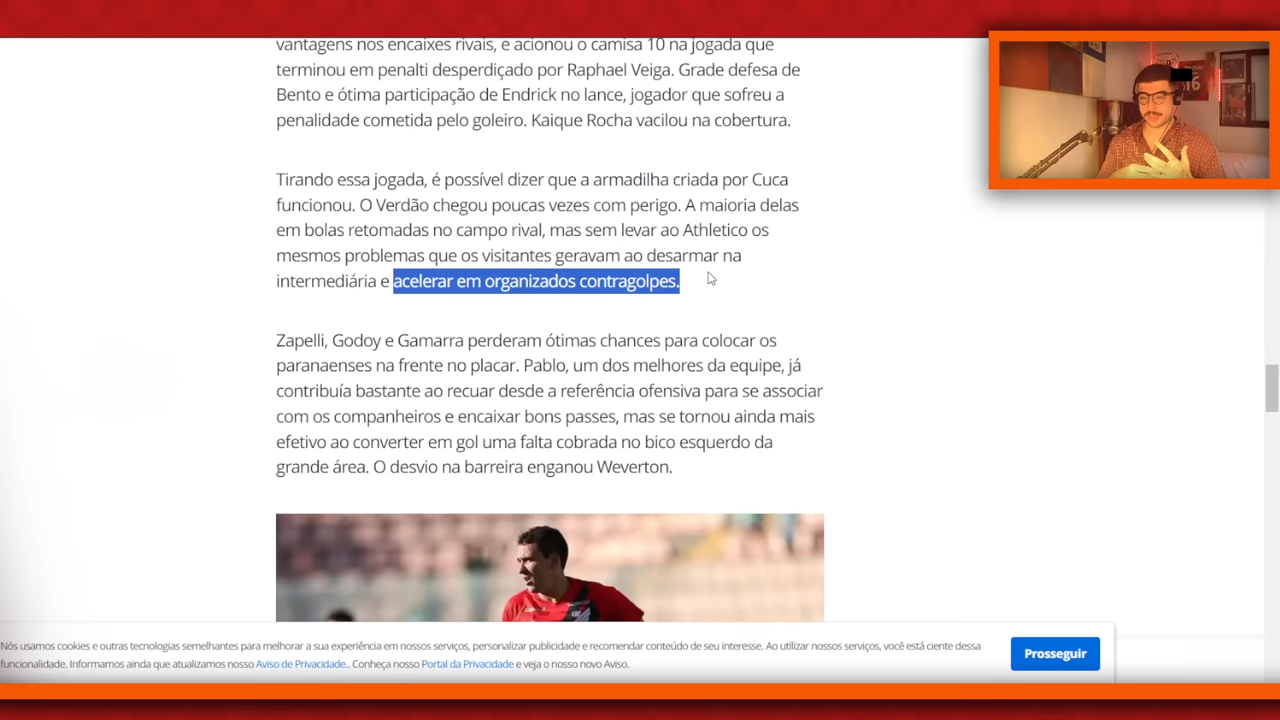 vantagens nos encaixes rivais, e acionou o camisa 10 na jogada que
terminou em penalti desperdiçado por Raphael Veiga. Grade defesa de
Bento e ótima participação de Endrick no lance, jogador que sofreu a
penalidade cometida pelo goleiro. Kaique Rocha vacilou na cobertura.
Tirando essa jogada, é possível dizer que a armadilha criada por Cuca
funcionou. O Verdão chegou poucas vezes com perigo. A maioria delas
em bolas retomadas no campo rival, mas sem levar ao Athletico os
mesmos problemas que os visitantes geravam ao desarmar na
intermediária e acelerar em organizados contragolpes.
Zapelli, Godoy e Gamarra perderam ótimas chances para colocar os
paranaenses na frente no placar. Pablo, um dos melhores da equipe, já
contribuía bastante ao recuar desde a referência ofensiva para se associar
com os companheiros e encaixar bons passes, mas se tornou ainda mais
efetivo ao converter em gol uma falta cobrada no bico esquerdo da
grande área. O desvio na barreira enganou Weverton.
Nós usamos cookies e outras tecnologias semelhantes para melhorar a sua experiência em nossos serviços, personalizar publicidade e recomendar conteúdo de seu interesse. Ao utilizar nossos serviços, você está ciente dessa
funcionalidade. Informamos ainda que atualizamos nosso Aviso de Privacidade.. Conheça nosso Portal da Privacidade e veja o nosso novo Aviso.
Prosseguir